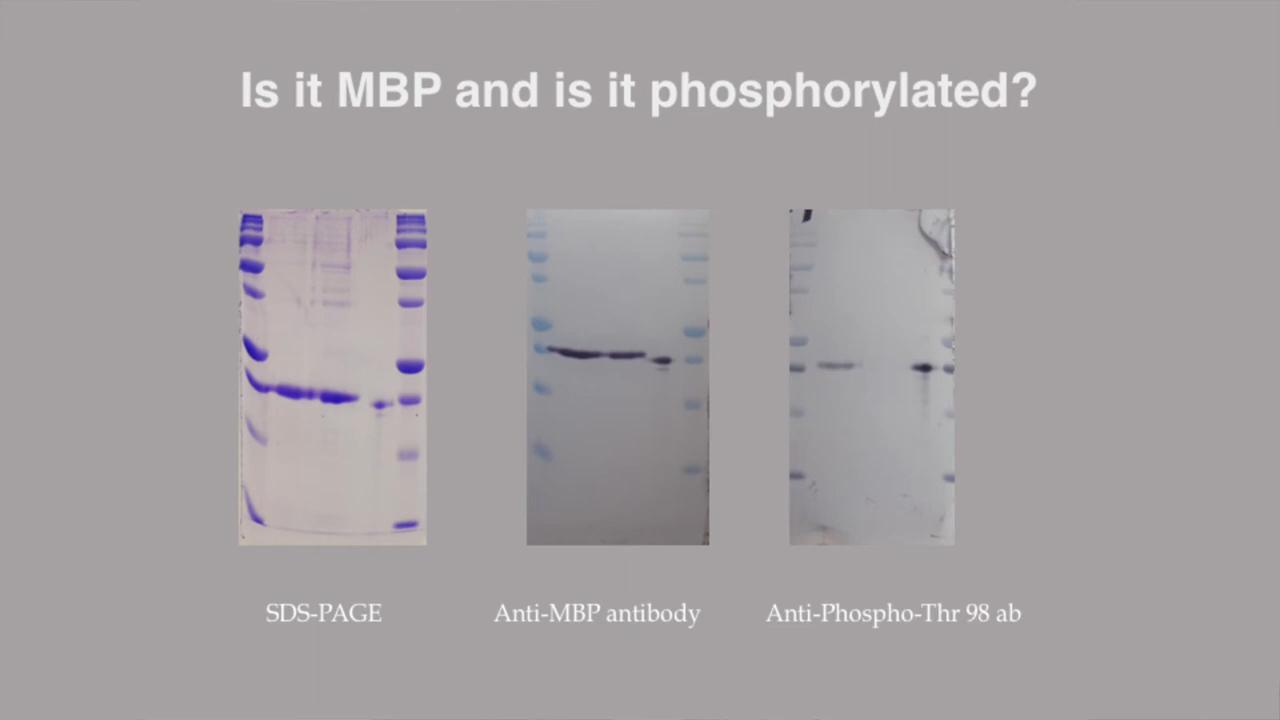 Is it MBP and is it phosphorylated?
SDS-PAGE
Anti-MBP antibody
Anti-Phospho-Thr 98 ab